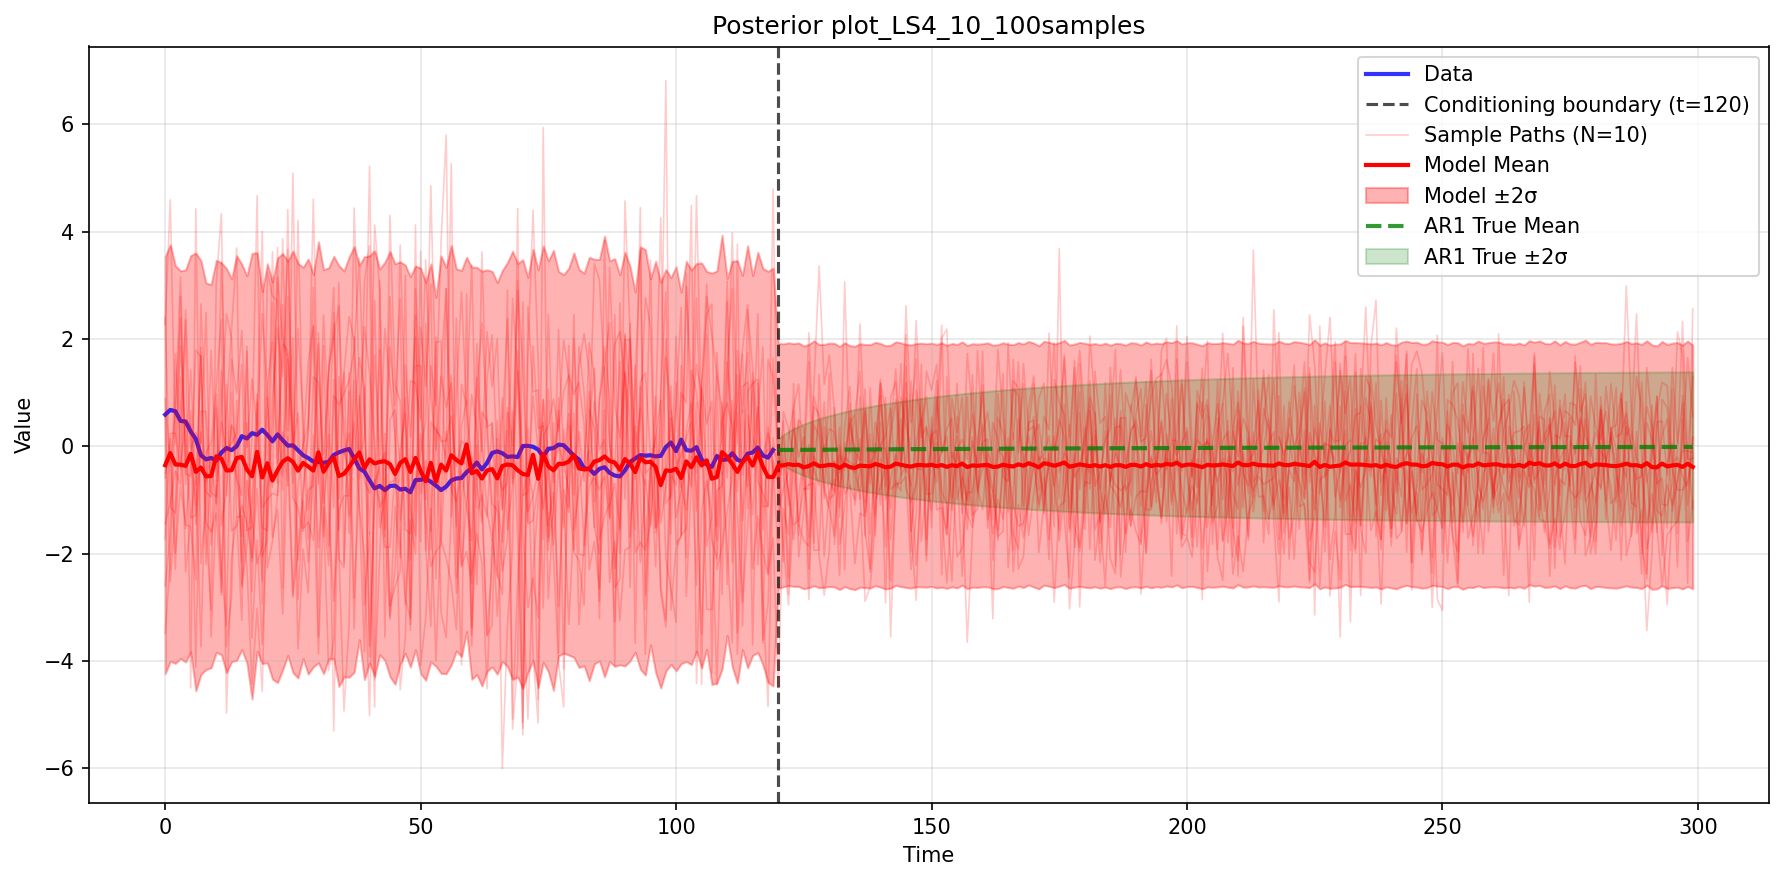 Posterior plot_LS4_10_100samples
Data
Conditioning boundary (t=120)
Sample Paths (N=10)
Model Mean
Model ±2σ
AR1 True Mean
AR1 True ±2σ
Value
6
4
2
0
−2
−4
−6
0
50
100
150
200
250
300
Time